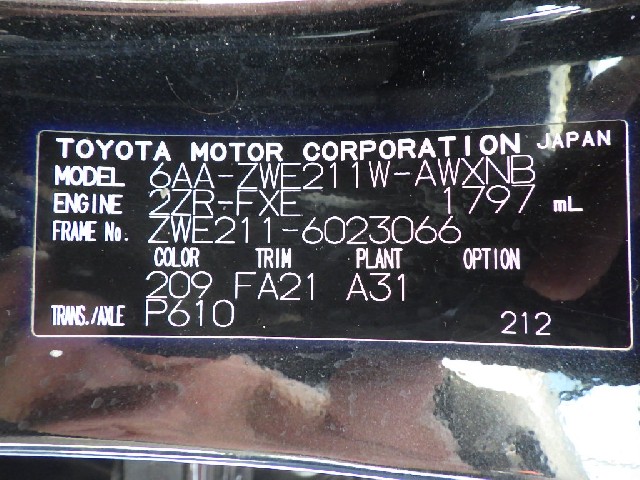 TOYOTA MOTOR CORPORATION JAPAN
MODEL 6AA-ZWE211W-AWXNB
ENGINE 2ZR-FXE 1797 mL
FRAME No. ZWE211-6023066
COLOR TRIM PLANT OPTION
209 FA21 A31
TRANS./AXLE P610 212